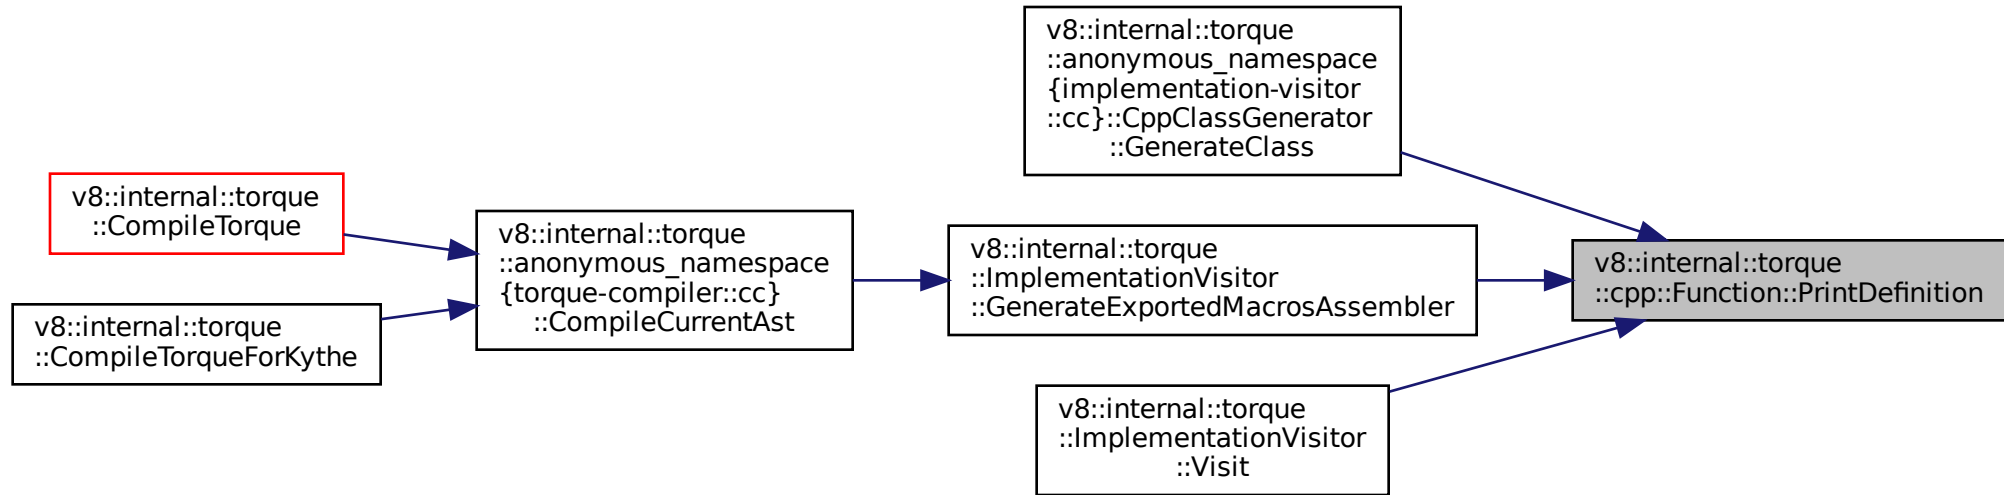 v8::internal::torque
::anonymous_namespace
{implementation-visitor
::cc}::CppClassGenerator
::GenerateClass
v8::internal::torque
::CompileTorque
v8::internal::torque
::CompileTorqueForKythe
v8::internal::torque
::anonymous_namespace
{torque-compiler::cc}
::CompileCurrentAst
v8::internal::torque
::ImplementationVisitor
::GenerateExportedMacrosAssembler
v8::internal::torque
::cpp::Function::PrintDefinition
v8::internal::torque
::ImplementationVisitor
::Visit